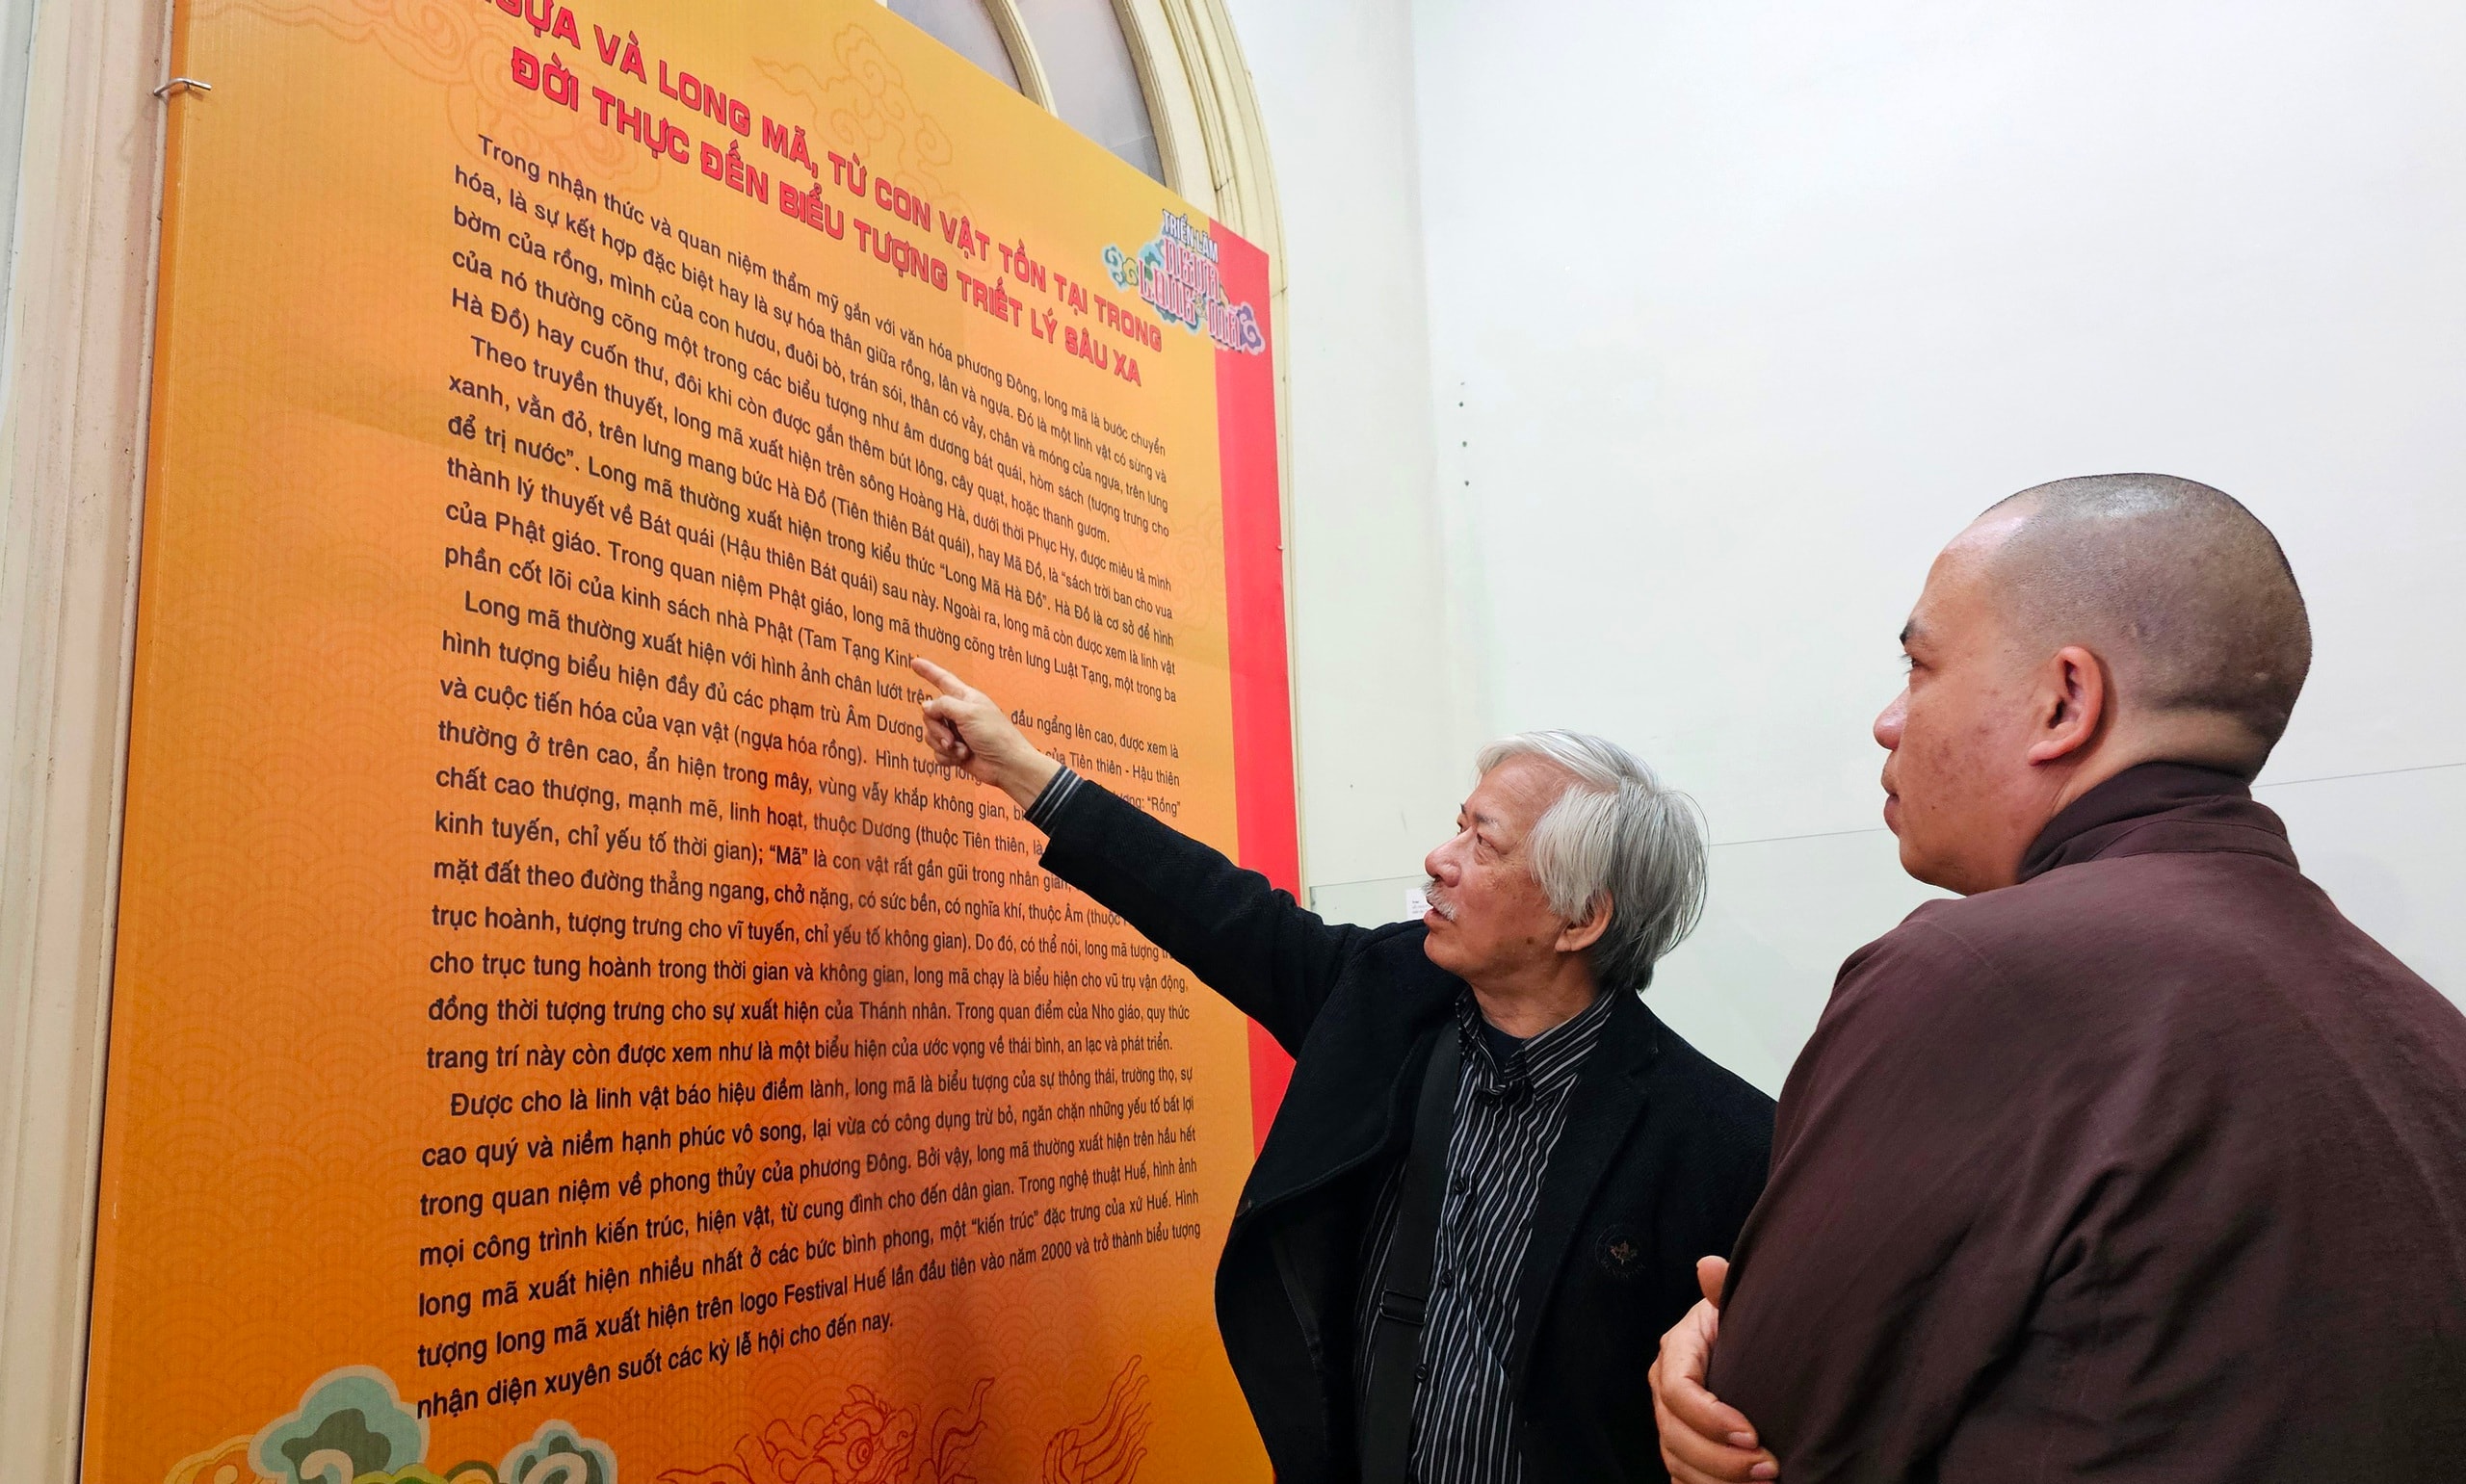 NGỰA VÀ LONG MÃ, TỪ CON VẬT TỒN TẠI TRONG
ĐỜI THỰC ĐẾN BIỂU TƯỢNG TRIẾT LÝ SÂU XA
TRIỂN LÃM
NGỰA
LONG MÃ
Trong nhận thức và quan niệm thẩm mỹ gắn với văn hóa phương Đông, long mã là bước chuyển
hóa, là sự kết hợp đặc biệt hay là sự hóa thân giữa rồng, lân và ngựa. Đó là một linh vật có sừng và
bờm của rồng, mình của con hươu, đuôi bò, trán sói, thân có vảy, chân và móng của ngựa, trên lưng
của nó thường cõng một trong các biểu tượng như âm dương bát quái, hòm sách (tượng trưng cho
Hà Đồ) hay cuốn thư, đôi khi còn được gắn thêm bút lông, cây quạt, hoặc thanh gươm.
Theo truyền thuyết, long mã xuất hiện trên sông Hoàng Hà, dưới thời Phục Hy, được miêu tả mình
xanh, vằn đỏ, trên lưng mang bức Hà Đồ (Tiên thiên Bát quái), hay Mã Đồ, là “sách trời ban cho vua
để trị nước”. Long mã thường xuất hiện trong kiểu thức “Long Mã Hà Đồ”. Hà Đồ là cơ sở để hình
thành lý thuyết về Bát quái (Hậu thiên Bát quái) sau này. Ngoài ra, long mã còn được xem là linh vật
của Phật giáo. Trong quan niệm Phật giáo, long mã thường cõng trên lưng Luật Tạng, một trong ba
phần cốt lõi của kinh sách nhà Phật (Tam Tạng Kinh
Long mã thường xuất hiện với hình ảnh chân lướt trên đầu ngẩng lên cao, được xem là
hình tượng biểu hiện đầy đủ các phạm trù Âm Dương của Tiên thiên - Hậu thiên
và cuộc tiến hóa của vạn vật (ngựa hóa rồng). Hình tượng long “Rồng”
thường ở trên cao, ẩn hiện trong mây, vùng vẫy khắp không gian,
chất cao thượng, mạnh mẽ, linh hoạt, thuộc Dương (thuộc Tiên thiên, là
kinh tuyến, chỉ yếu tố thời gian); “Mã” là con vật rất gần gũi trong nhân gian,
mặt đất theo đường thẳng ngang, chở nặng, có sức bền, có nghĩa khí, thuộc Âm (thuộc
trục hoành, tượng trưng cho vĩ tuyến, chỉ yếu tố không gian). Do đó, có thể nói, long mã tượng
cho trục tung hoành trong thời gian và không gian, long mã chạy là biểu hiện cho vũ trụ vận động,
đồng thời tượng trưng cho sự xuất hiện của Thánh nhân. Trong quan điểm của Nho giáo, quy thức
trang trí này còn được xem như là một biểu hiện của ước vọng về thái bình, an lạc và phát triển.
Được cho là linh vật báo hiệu điềm lành, long mã là biểu tượng của sự thông thái, trường thọ, sự
cao quý và niềm hạnh phúc vô song, lại vừa có công dụng trừ bỏ, ngăn chặn những yếu tố bất lợi
trong quan niệm về phong thủy của phương Đông. Bởi vậy, long mã thường xuất hiện trên hầu hết
mọi công trình kiến trúc, hiện vật, từ cung đình cho đến dân gian. Trong nghệ thuật Huế, hình ảnh
long mã xuất hiện nhiều nhất ở các bức bình phong, một “kiến trúc” đặc trưng của xứ Huế. Hình
tượng long mã xuất hiện trên logo Festival Huế lần đầu tiên vào năm 2000 và trở thành biểu tượng
nhận diện xuyên suốt các kỳ lễ hội cho đến nay.